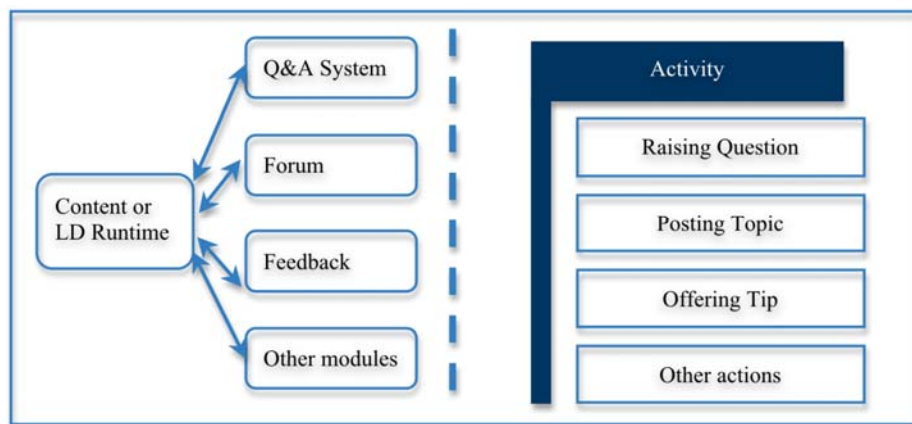 Q&A System
Forum
Content or
LD Runtime
Feedback
Other modules
Activity
Raising Question
Posting Topic
Offering Tip
Other actions